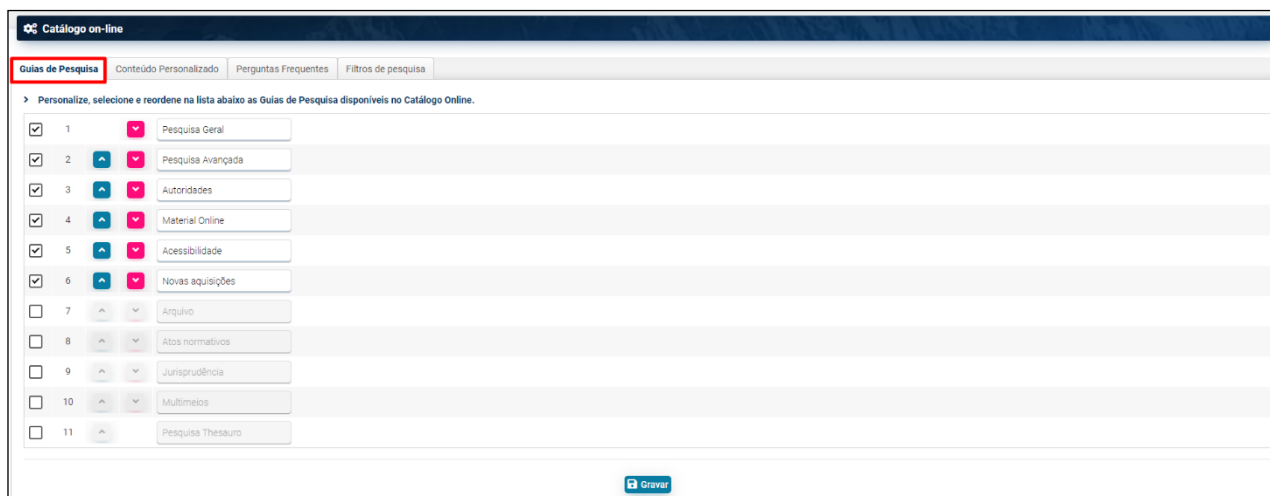 Catálogo on-line
Guias de Pesquisa Conteúdo Personalizado Perguntas Frequentes Filtros de pesquisa
Personalize, selecione e reordene na lista abaixo as Guias de Pesquisa disponíveis no Catálogo Online.
1 Pesquisa Geral
2 Pesquisa Avançada
3 Autoridades
4 Material Online
5 Acessibilidade
6 Novas aquisições
7 Arquivo
8 Atos normativos
9 Jurisprudência
10 Multimeios
11 Pesquisa Thesauro
Gravar